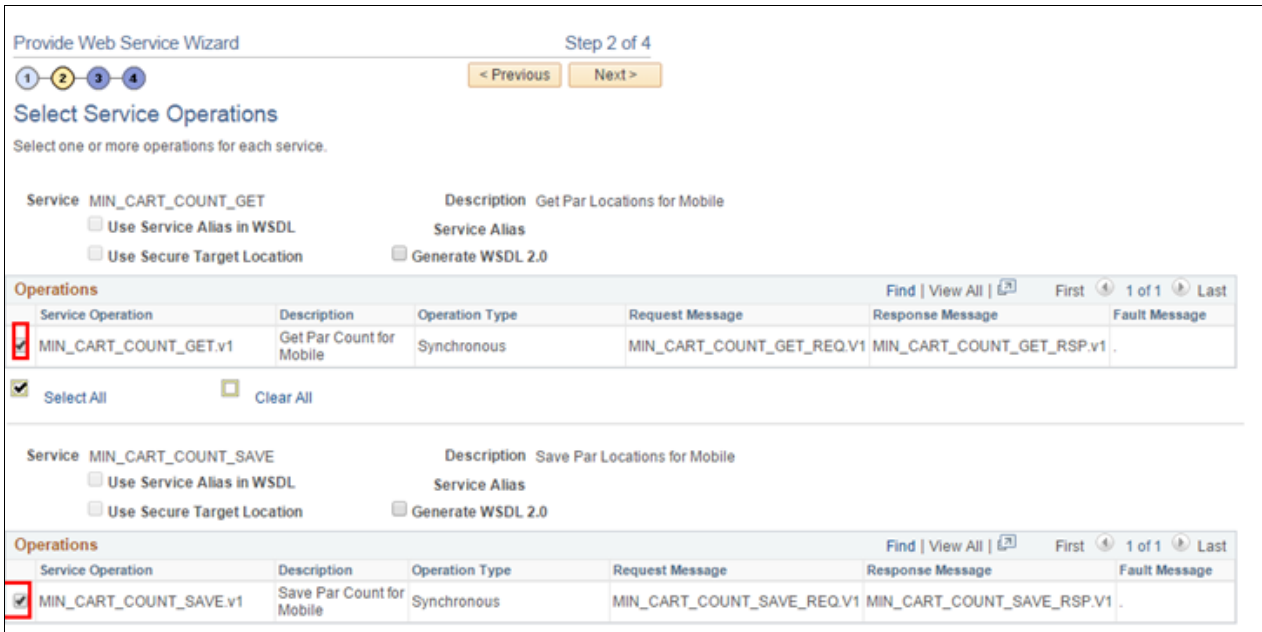 Provide Web Service Wizard Step 2 of 4
1 2 3 4 < Previous Next >
Select Service Operations
Select one or more operations for each service.
Service MIN_CART_COUNT_GET Description Get Par Locations for Mobile
Use Service Alias in WSDL Service Alias
Use Secure Target Location Generate WSDL 2.0
Operations Find | View All | First 1 of 1 Last
Service Operation Description Operation Type Request Message Response Message Fault Message
MIN_CART_COUNT_GET.v1 Get Par Count for Mobile Synchronous MIN_CART_COUNT_GET_REQ.V1 MIN_CART_COUNT_GET_RSP.v1 .
Select All Clear All
Service MIN_CART_COUNT_SAVE Description Save Par Locations for Mobile
Use Service Alias in WSDL Service Alias
Use Secure Target Location Generate WSDL 2.0
Operations Find | View All | First 1 of 1 Last
Service Operation Description Operation Type Request Message Response Message Fault Message
MIN_CART_COUNT_SAVE.v1 Save Par Count for Mobile Synchronous MIN_CART_COUNT_SAVE_REQ.V1 MIN_CART_COUNT_SAVE_RSP.V1 .